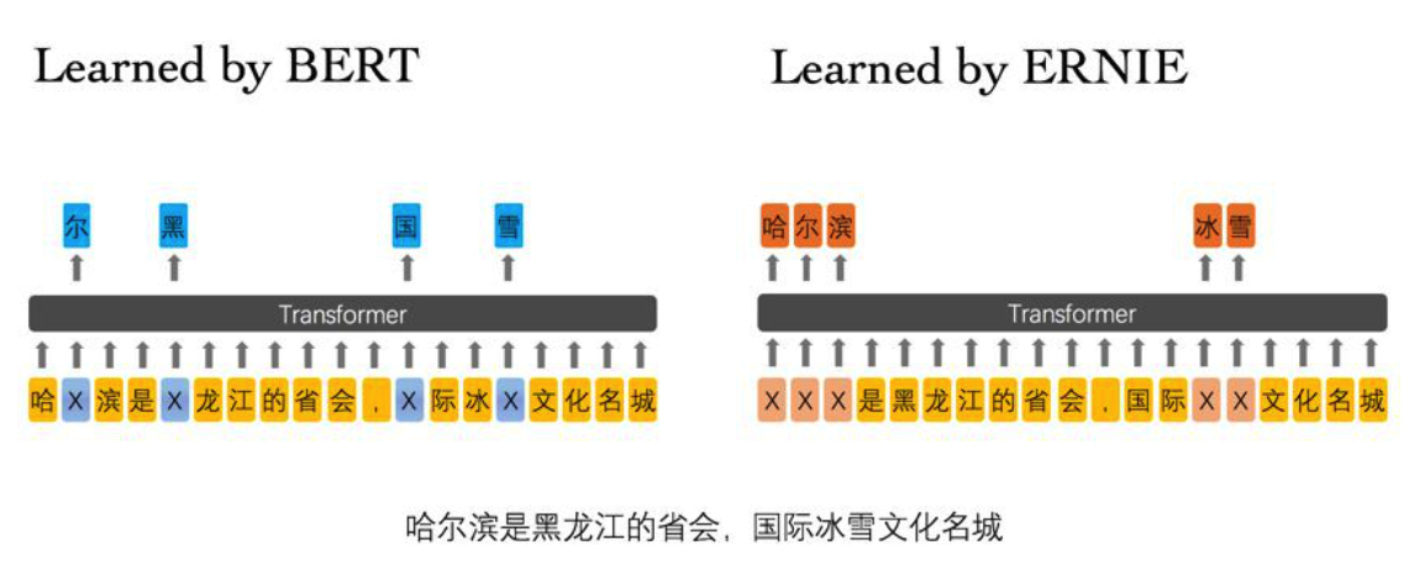 Learned by BERT
Learned by ERNIE
尔 黑 国 雪
哈 尔 滨 冰 雪
Transformer
Transformer
哈 X 滨 是 X 龙 江 的 省 会 , X 际 冰 X 文 化 名 城
X X X 是 黑 龙 江 的 省 会 , 国 际 X X 文 化 名 城
哈尔滨是黑龙江的省会，国际冰雪文化名城